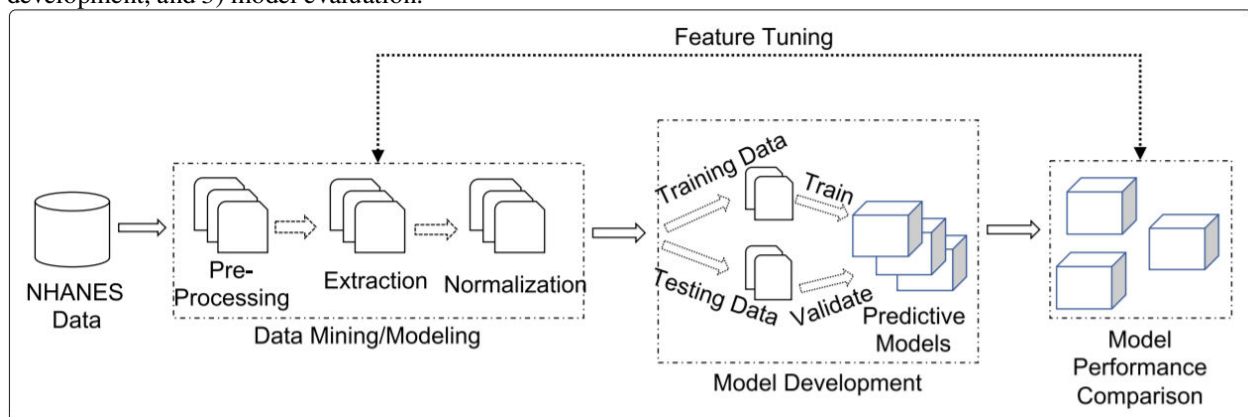 development, and 3) model evaluation.
Feature Tuning
NHANES
Data
Pre-
Processing
Extraction
Normalization
Data Mining/Modeling
Training Data
Train
Testing Data
Validate
Predictive
Models
Model Development
Model
Performance
Comparison